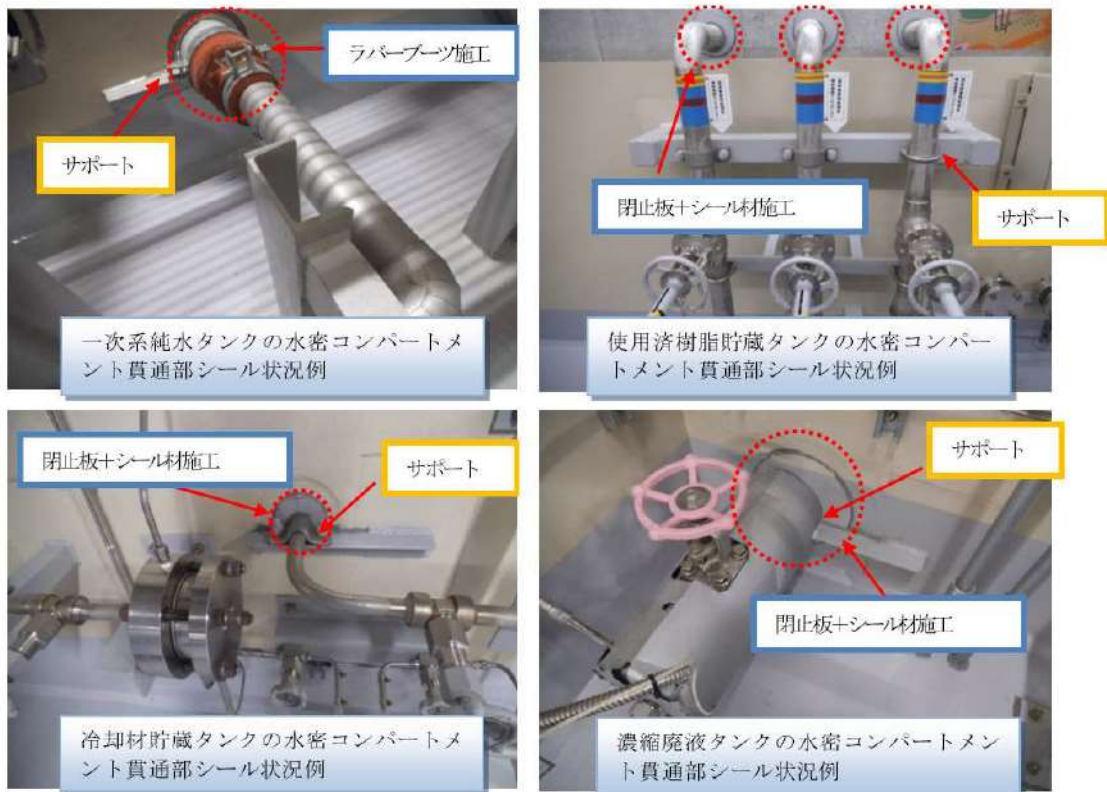 ラバーブーツ施工
サポート
一次系純水タンクの水密コンパートメ
ント貫通部シール状況例
閉止板+シール材施工
サポート
使用済樹脂貯蔵タンクの水密コンパー
トメント貫通部シール状況例
閉止板+シール材施工
サポート
冷却材貯蔵タンクの水密コンパートメ
ント貫通部シール状況例
サポート
閉止板+シール材施工
濃縮廃液タンクの水密コンパートメン
ト貫通部シール状況例